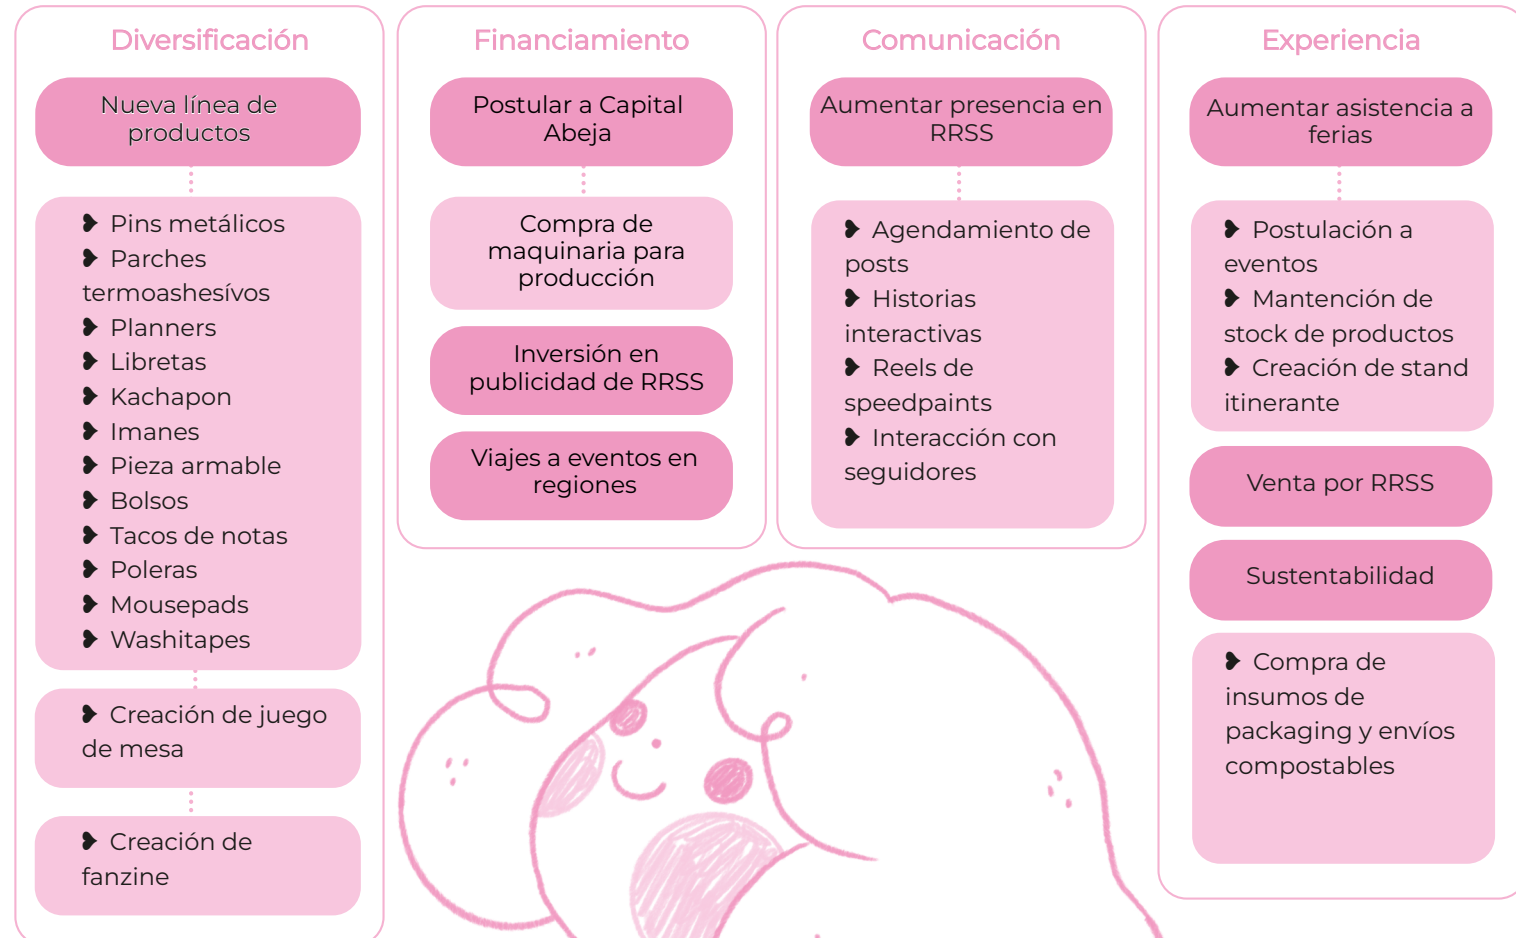 Diversificación
Nueva línea de
productos
❥ Pins metálicos
❥ Parches
termoashesívos
❥ Planners
❥ Libretas
❥ Kachapon
❥ Imanes
❥ Pieza armable
❥ Bolsos
❥ Tacos de notas
❥ Poleras
❥ Mousepads
❥ Washitapes
❥ Creación de juego
de mesa
❥ Creación de
fanzine
Financiamiento
Postular a Capital
Abeja
Compra de
maquinaria para
producción
Inversión en
publicidad de RRSS
Viajes a eventos en
regiones
Comunicación
Aumentar presencia en
RRSS
❥ Agendamiento de
posts
❥ Historias
interactivas
❥ Reels de
speedpaints
❥ Interacción con
seguidores
Experiencia
Aumentar asistencia a
ferias
❥ Postulación a
eventos
❥ Mantención de
stock de productos
❥ Creación de stand
itinerante
Venta por RRSS
Sustentabilidad
❥ Compra de
insumos de
packaging y envíos
compostables